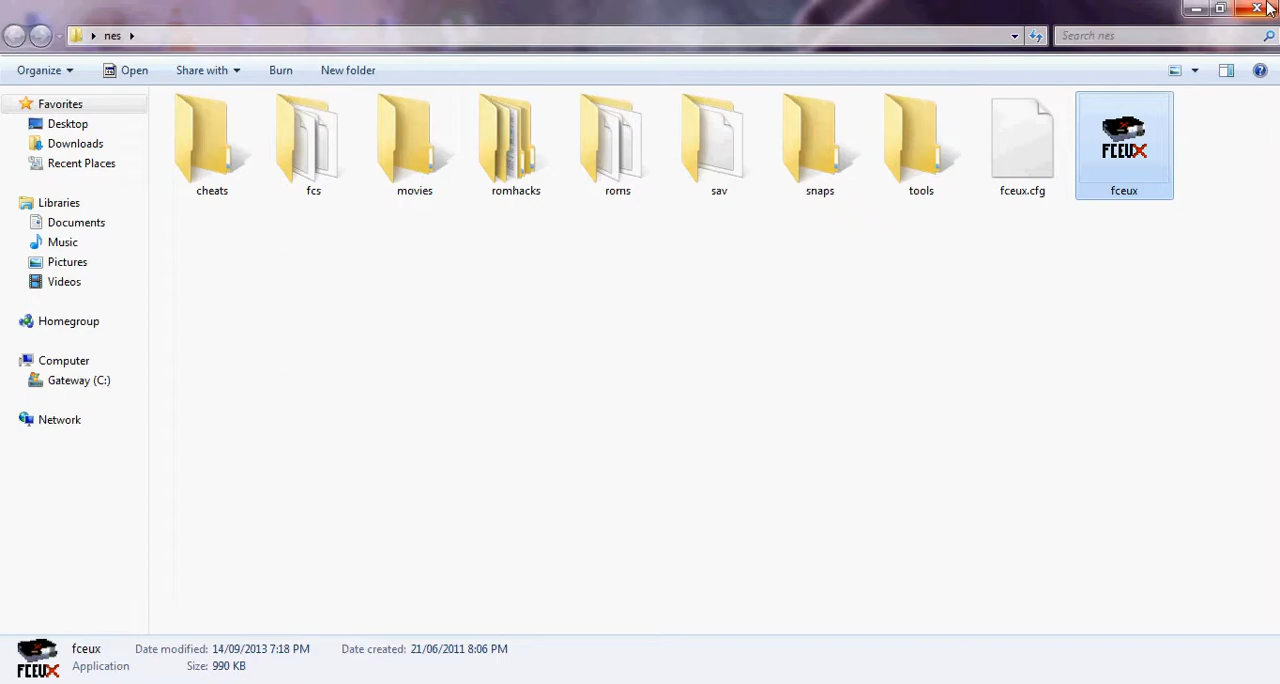 nes
Search nes
Organize Open Share with Burn New folder
Favorites
Desktop
Downloads
Recent Places
Libraries
Documents
Music
Pictures
Videos
Homegroup
Computer
Gateway (C:)
Network
FCEUX
cheats fcs movies romhacks roms sav snaps tools fceux.cfg fceux
fceux Date modified: 14/09/2013 7:18 PM Date created: 21/06/2011 8:06 PM
Application Size: 990 KB
FCEUX